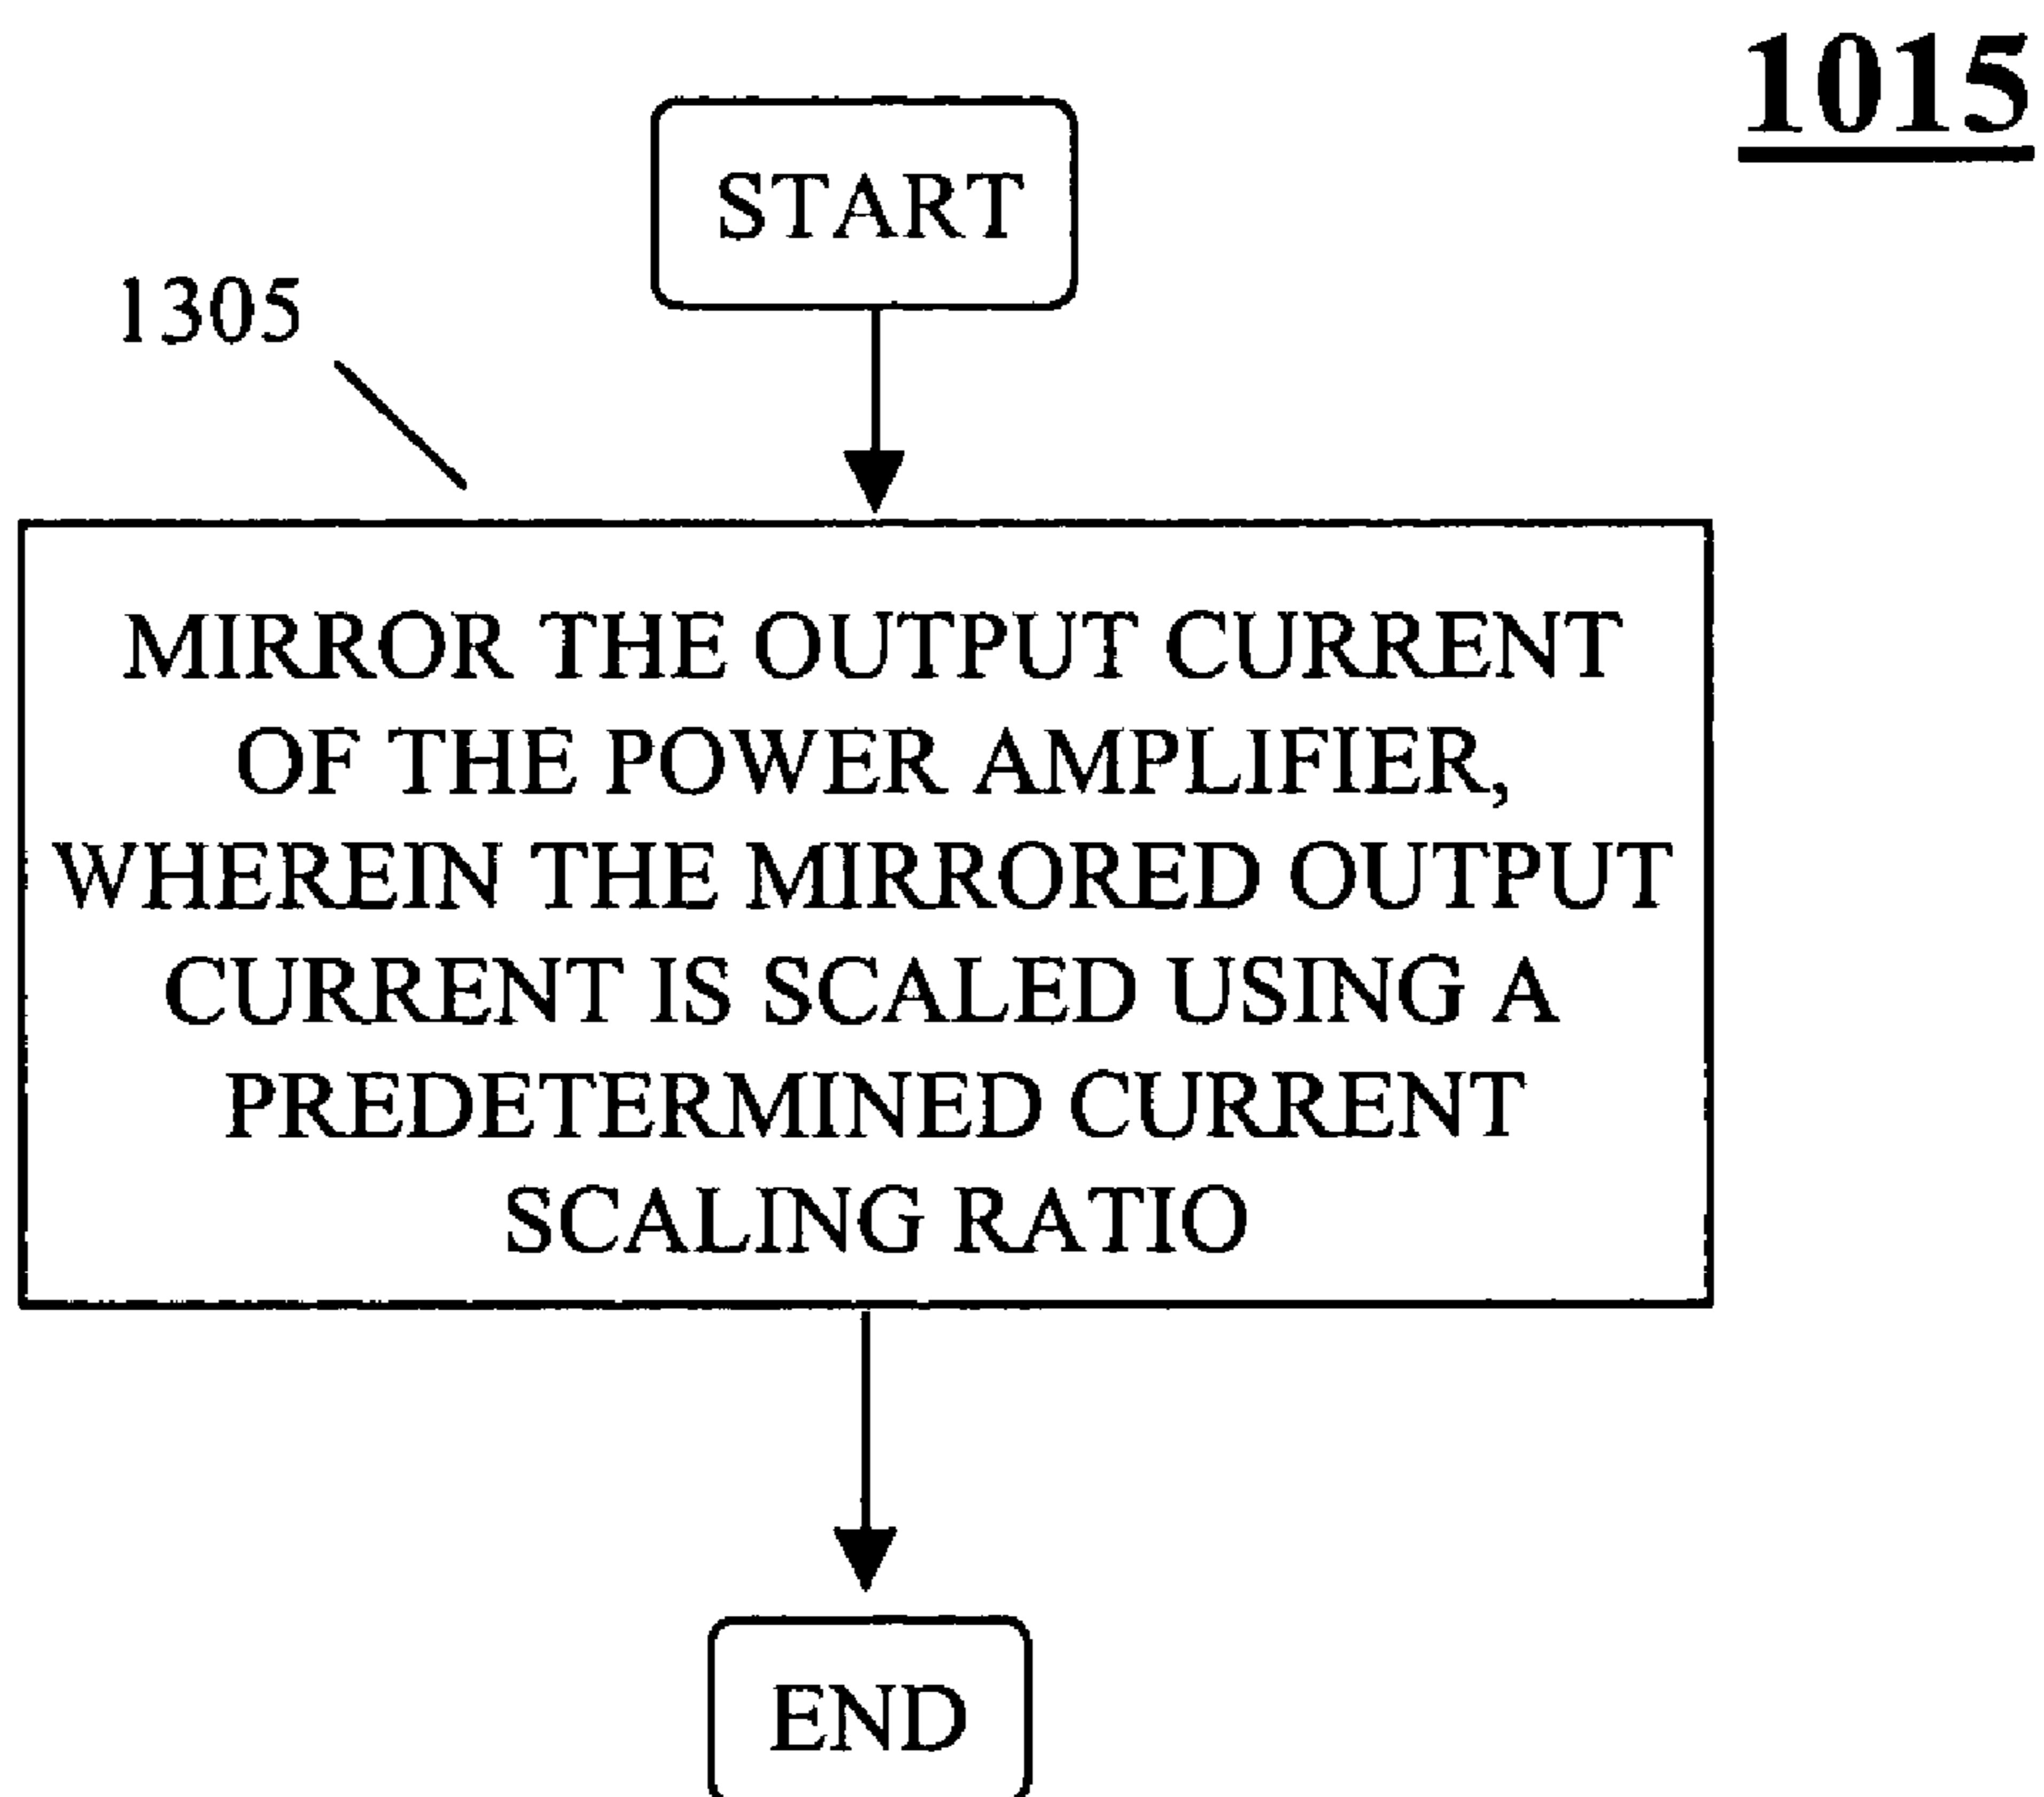 1015
START
1305
MIRROR THE OUTPUT CURRENT
OF THE POWER AMPLIFIER,
WHEREIN THE MIRRORED OUTPUT
CURRENT IS SCALED USING A
PREDETERMINED CURRENT
SCALING RATIO
END